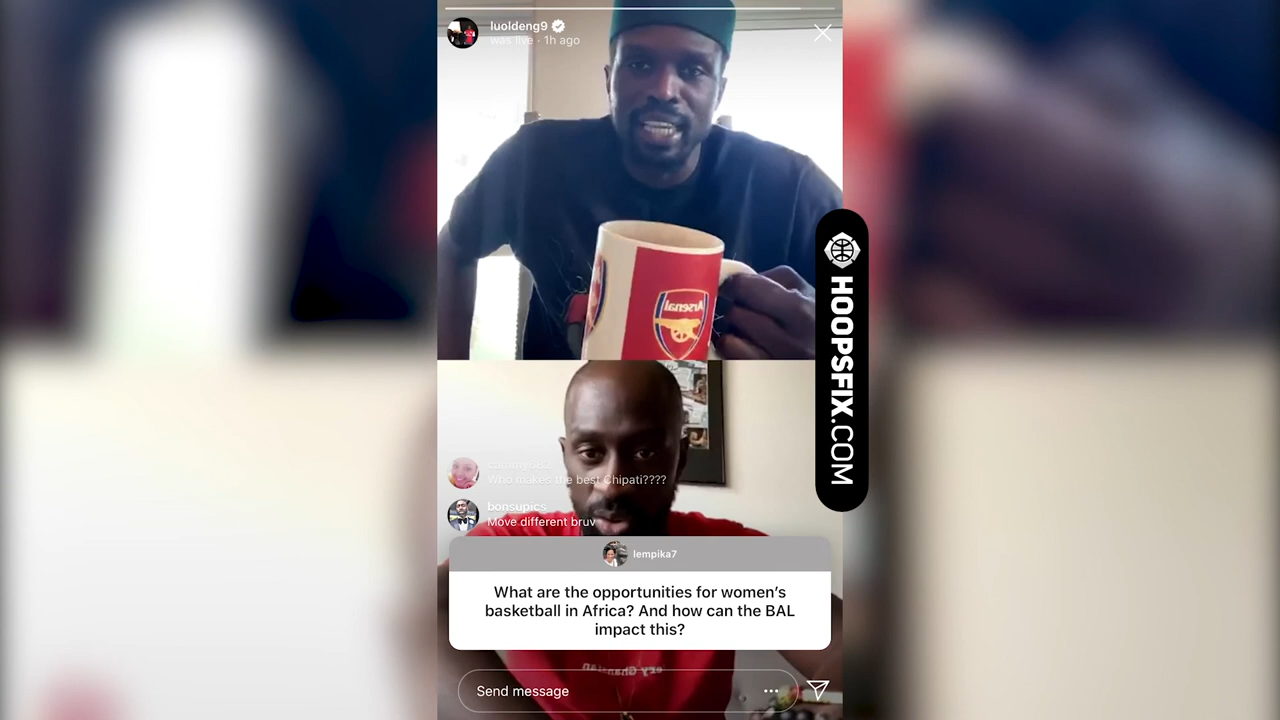 luoldeng9
was live · 1h ago
Arsenal
HOOPSFIX.COM
Who makes the best Chipati????
bonsupics
Move different bruv
lempika7
What are the opportunities for women's
basketball in Africa? And how can the BAL
impact this?
Send message